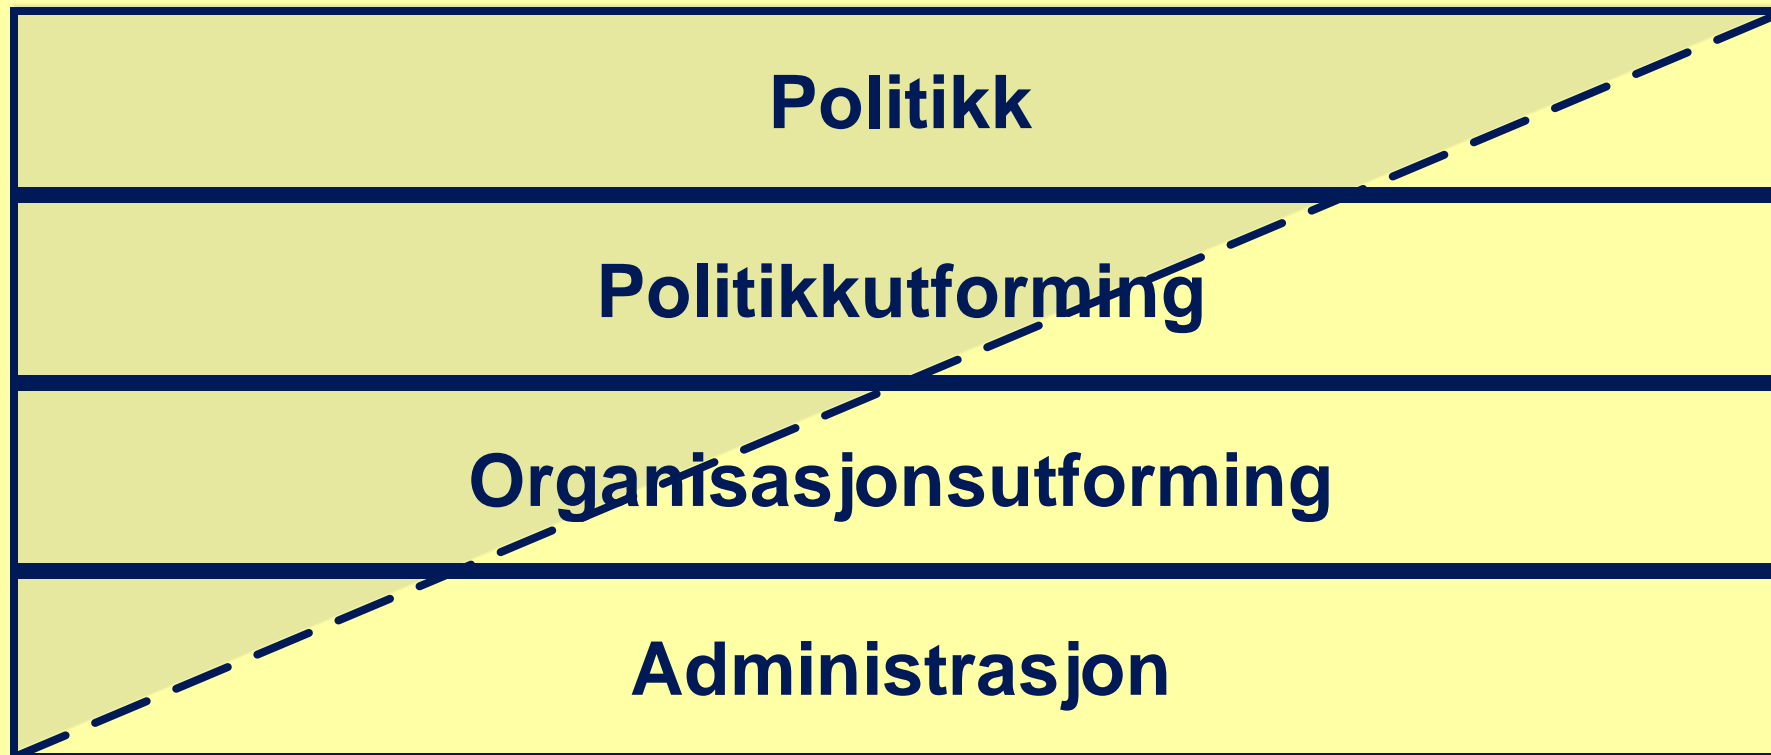 Politikk
Politikkutforming
Organisasjonsutforming
Administrasjon